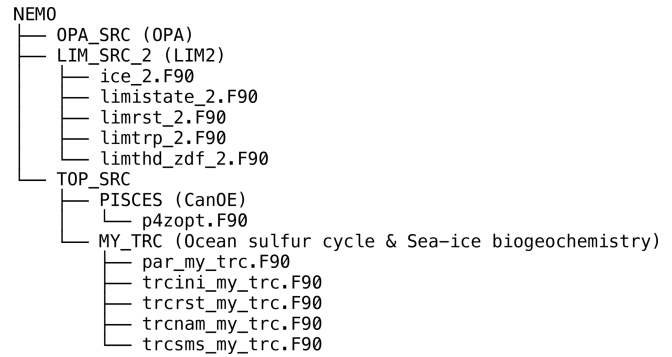 NEMO
OPA_SRC (OPA)
LIM_SRC_2 (LIM2)
ice_2.F90
limistate_2.F90
limrst_2.F90
limtrp_2.F90
limthd_zdf_2.F90
TOP_SRC
PISCES (CanOE)
p4zopt.F90
MY_TRC (Ocean sulfur cycle & Sea-ice biogeochemistry)
par_my_trc.F90
trcini_my_trc.F90
trcrst_my_trc.F90
trcnam_my_trc.F90
trcsms_my_trc.F90